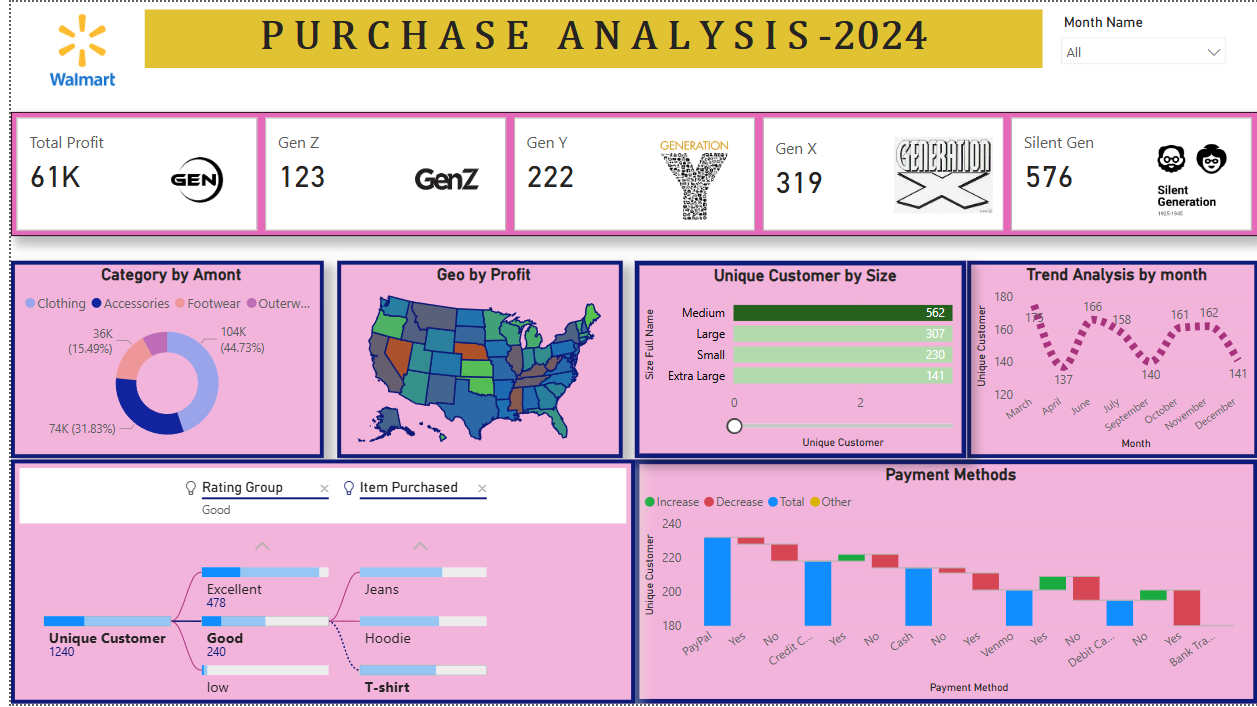 Walmart
PURCHASE ANALYSIS-2024
Month Name
All
Total Profit
61K
GEN
Gen Z
123
GenZ
Gen Y
222
GENERATION
Y
Gen X
319
GENERATION
X
Silent Gen
576
Silent
Generation
1925-1945
Category by Amont
Clothing Accessories Footwear Outerw...
36K
(15.49%)
104K
(44.73%)
74K (31.83%)
Geo by Profit
Unique Customer by Size
Size Full Name
Medium 562
Large 307
Small 230
Extra Large 141
0 2
Unique Customer
Trend Analysis by month
Unique Customer
180
160
140
120
175
137
166
158
140
161
162
141
March April June July September October November December
Month
Rating Group
Good
Item Purchased
Unique Customer
1240
Excellent
478
Good
240
low
Jeans
Hoodie
T-shirt
Payment Methods
Increase Decrease Total Other
Unique Customer
240
220
200
180
PayPal Yes No Credit C... Yes No Cash No Yes Venmo Yes No Debit Ca... No Yes Bank Tra...
Payment Method